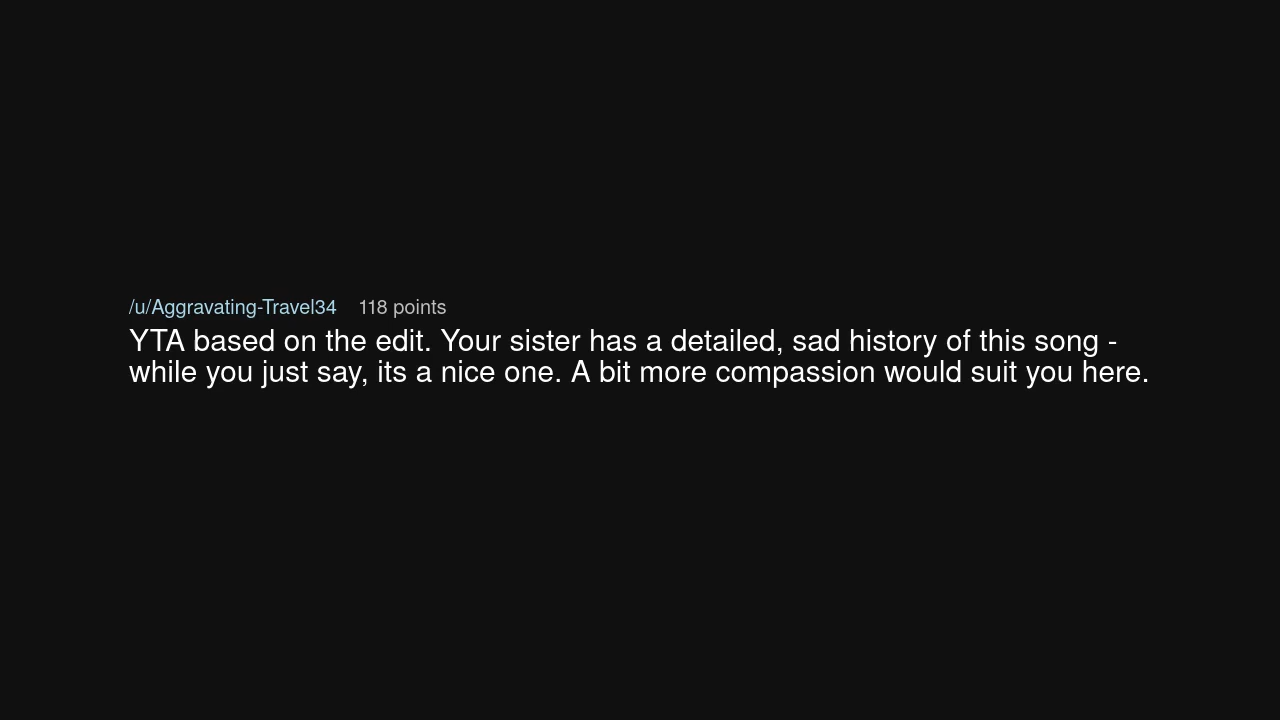 /u/Aggravating-Travel34 118 points
YTA based on the edit. Your sister has a detailed, sad history of this song -
while you just say, its a nice one. A bit more compassion would suit you here.